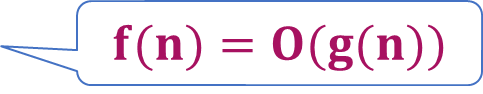 f(n) = O(g(n))